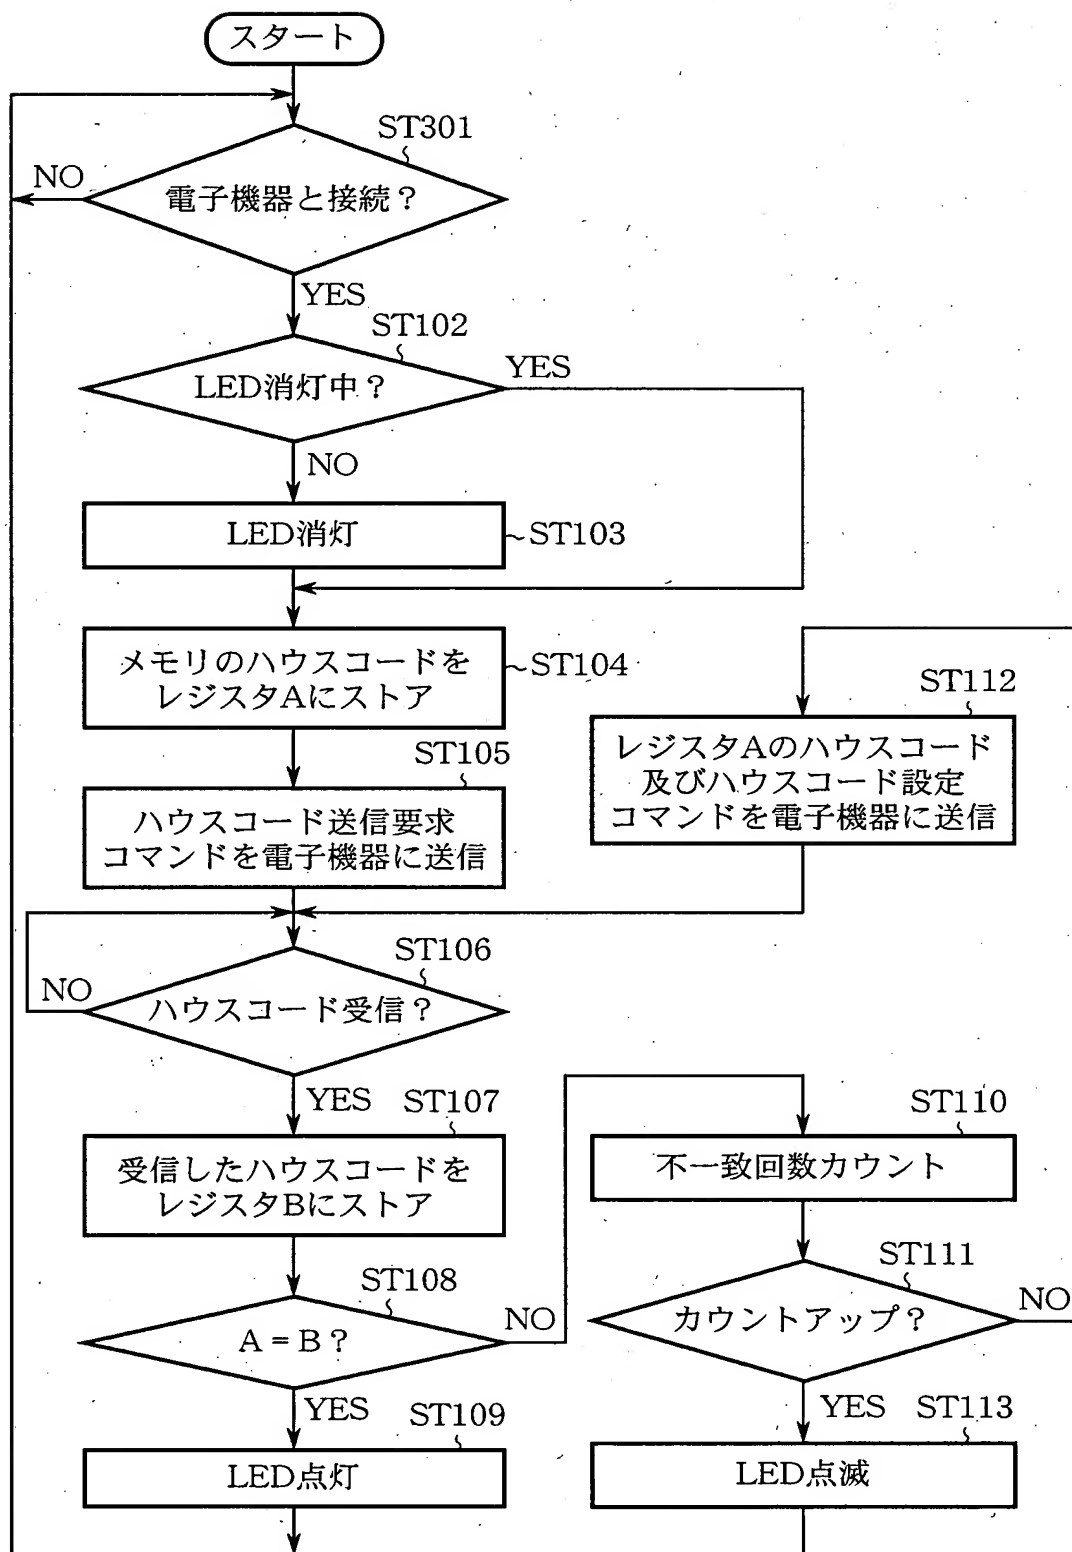 スタート
ST301
NO
電子機器と接続？
YES
ST102
LED消灯中？
YES
NO
LED消灯
ST103
メモリのハウスコードを
レジスタAにストア
ST104
ST112
レジスタAのハウスコード
及びハウスコード設定
コマンドを電子機器に送信
ST105
ハウスコード送信要求
コマンドを電子機器に送信
ST106
NO
ハウスコード受信？
YES
ST107
受信したハウスコードを
レジスタBにストア
ST110
不一致回数カウント
ST108
A＝B？
NO
ST111
カウントアップ？
NO
YES
ST109
LED点灯
YES
ST113
LED点滅